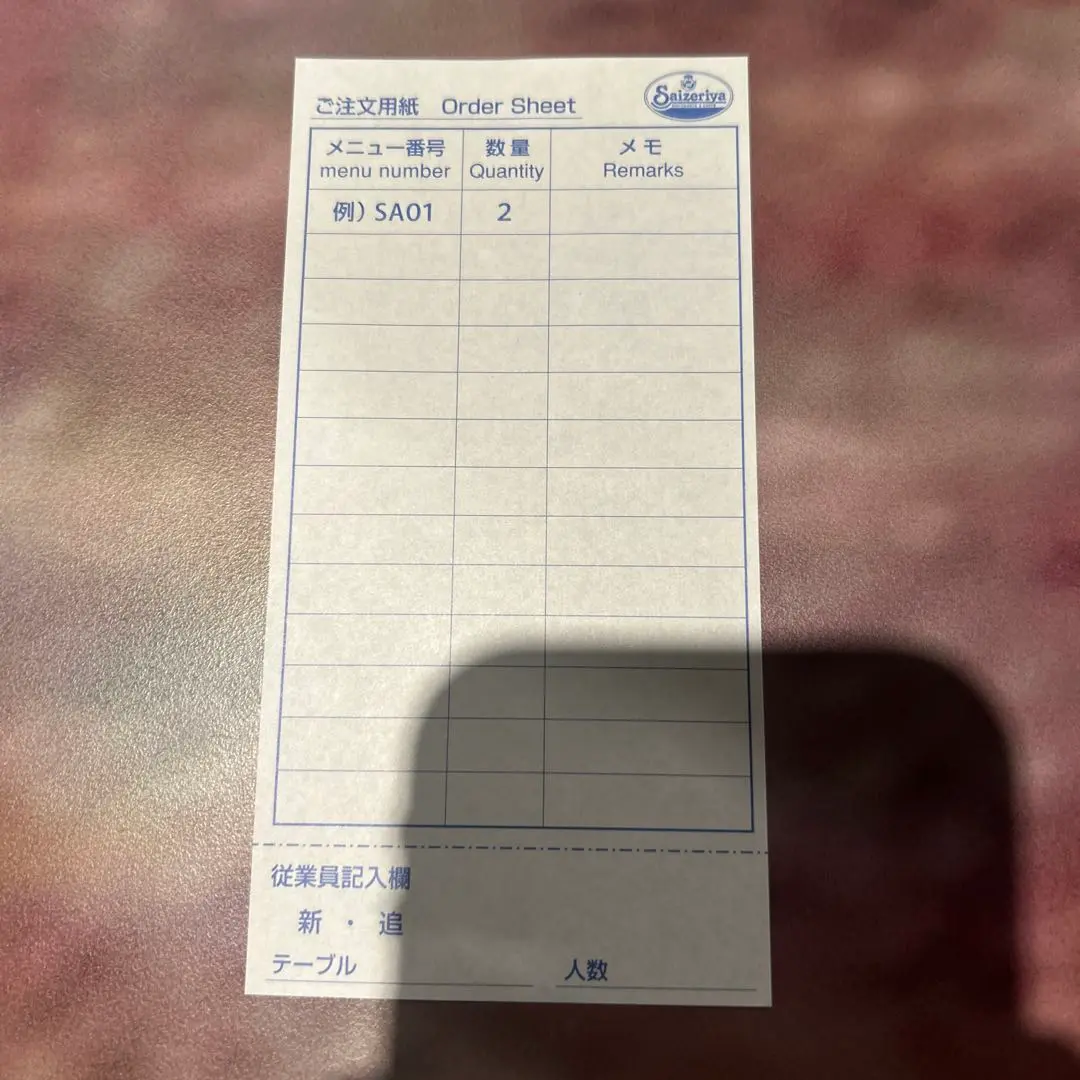 ご注文用紙 Order Sheet
Saizeriya
メニュー番号 数量 メモ
menu number Quantity Remarks
例）SA01 2
従業員記入欄
新 ・ 追
テーブル 人数